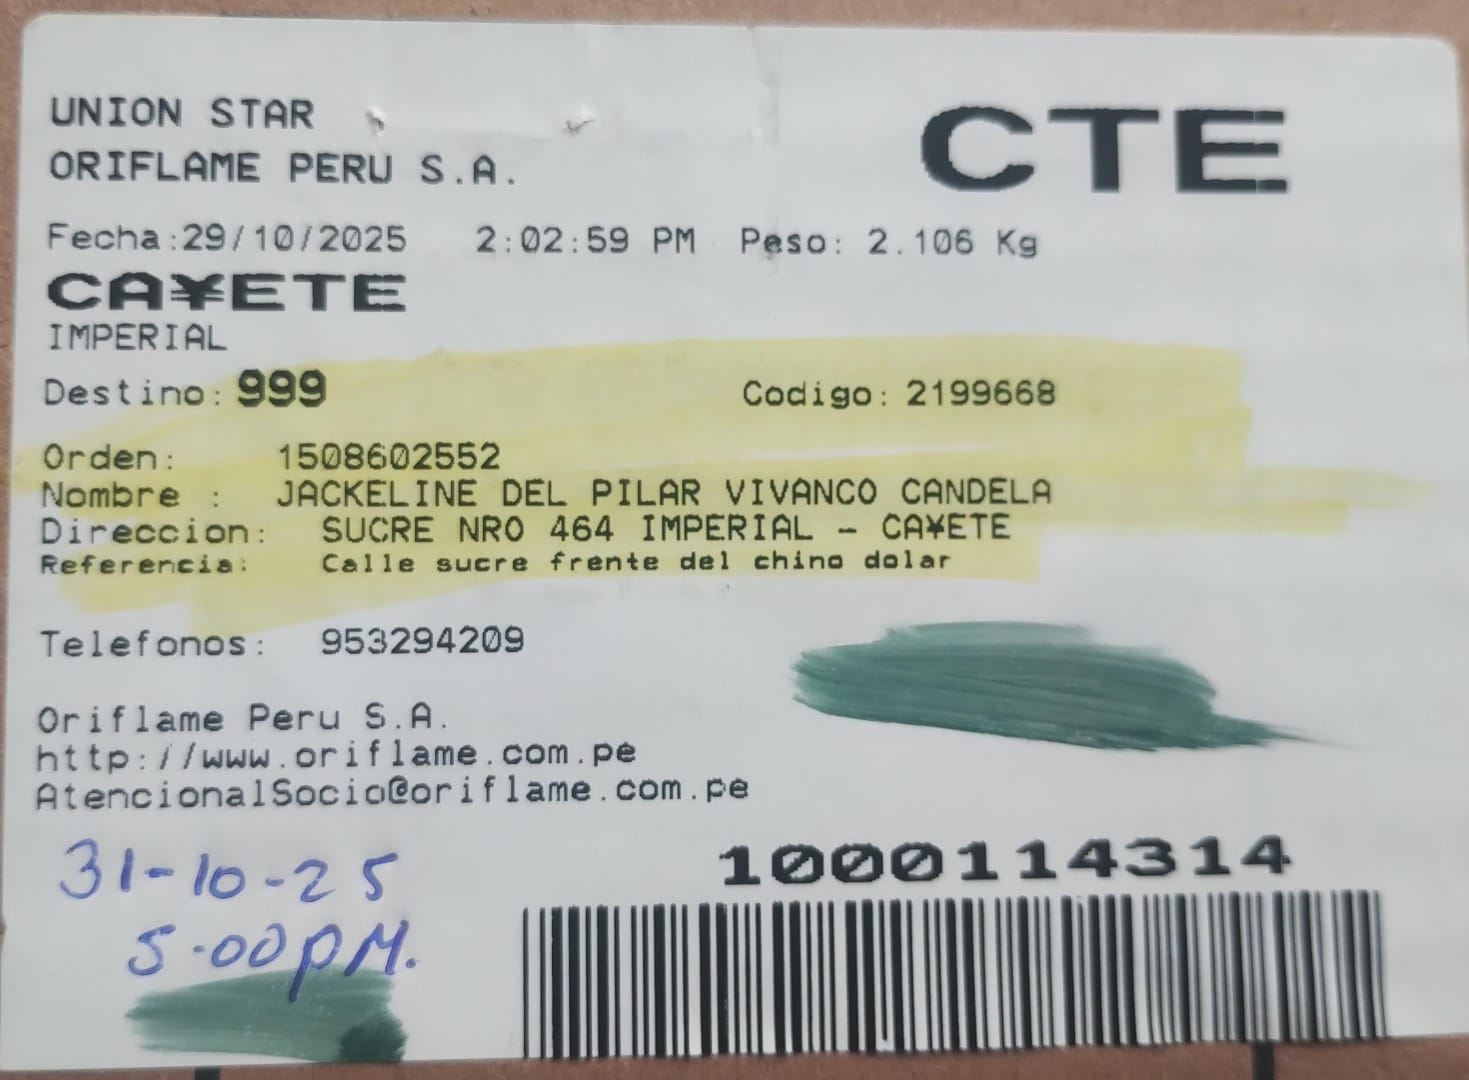 UNION STAR
CTE
ORIFLAME PERU S.A.
Fecha:29/10/2025 2:02:59 PM Peso: 2.106 Kg
CA¥ETE
IMPERIAL
Destino: 999 Codigo: 2199668
Orden: 1508602552
Nombre : JACKELINE DEL PILAR VIVANCO CANDELA
Direccion: SUCRE NRO 464 IMPERIAL - CA¥ETE
Referencia: Calle sucre frente del chino dolar
Telefonos: 953294209
Oriflame Peru S.A.
http://www.oriflame.com.pe
AtencionalSocio@oriflame.com.pe
31-10-25
5.00 PM.
1000114314